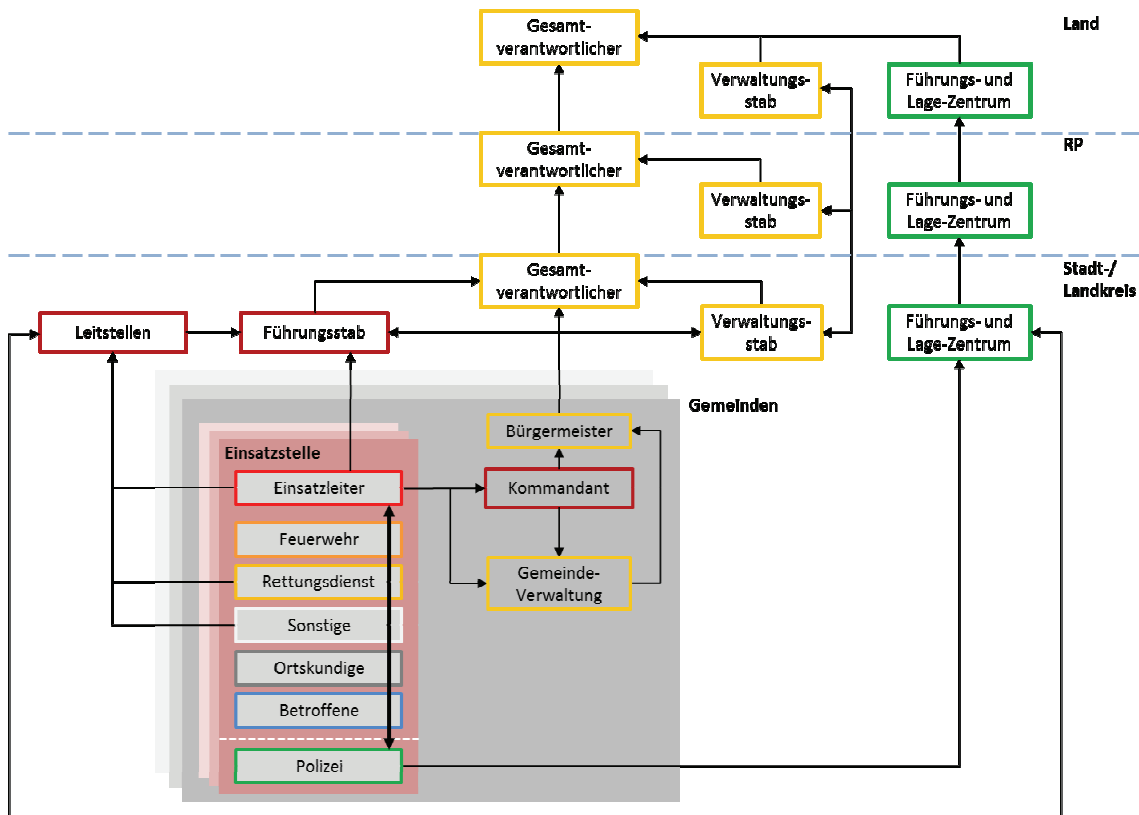 Gesamt-
verantwortlicher
Land
Verwaltungs-
stab
Führungs- und
Lage-Zentrum
Gesamt-
verantwortlicher
RP
Verwaltungs-
stab
Führungs- und
Lage-Zentrum
Gesamt-
verantwortlicher
Stadt-/
Landkreis
Leitstellen
Führungsstab
Verwaltungs-
stab
Führungs- und
Lage-Zentrum
Gemeinden
Bürgermeister
Einsatzstelle
Einsatzleiter
Kommandant
Feuerwehr
Rettungsdienst
Gemeinde-
Verwaltung
Sonstige
Ortskundige
Betroffene
Polizei